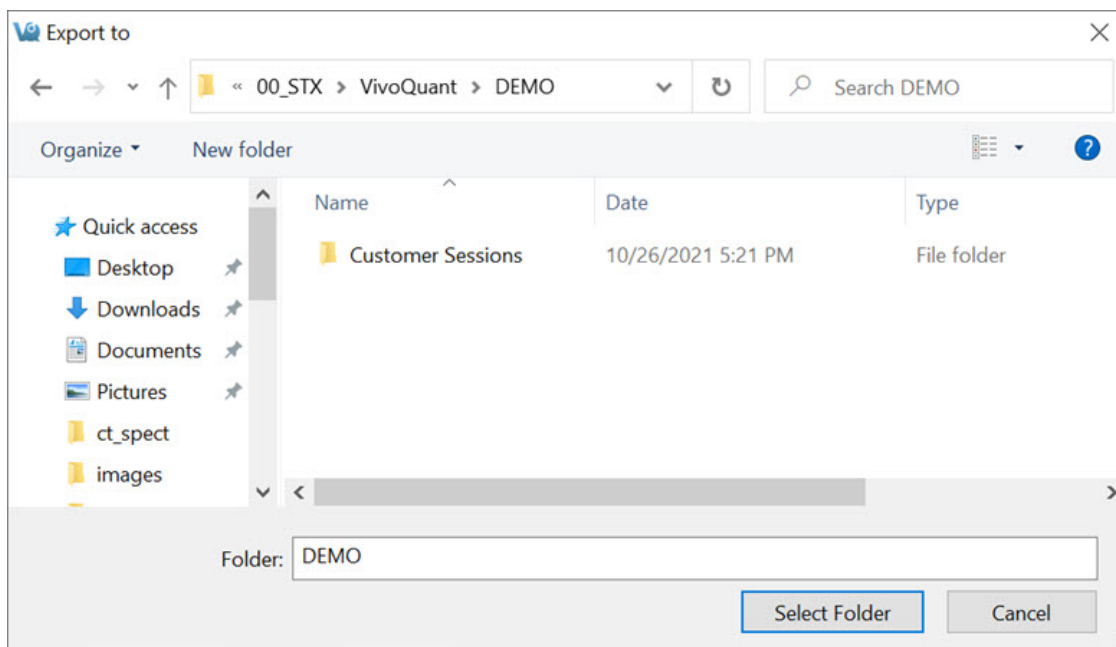 Export to
« 00_STX > VivoQuant > DEMO
Search DEMO
Organize
New folder
?
Name Date Type
Quick access
Desktop
Downloads
Documents
Pictures
ct_spect
images
Customer Sessions 10/26/2021 5:21 PM File folder
Folder: DEMO
Select Folder Cancel